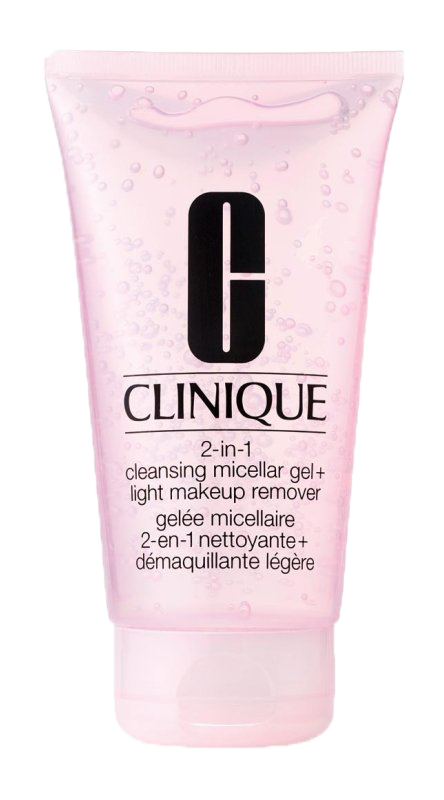 C
CLINIQUE
2-in-1
cleansing micellar gel+
light makeup remover
gelée micellaire
2-en-1 nettoyante+
démaquillante légère